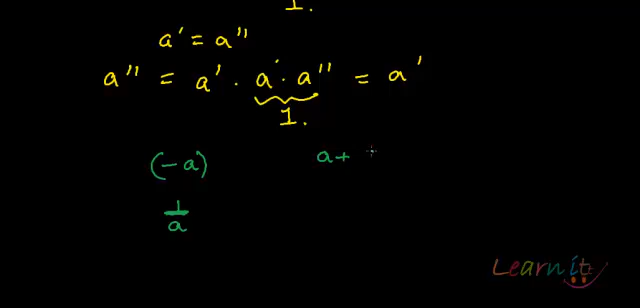 1.
a' = a''
a'' = a' · a · a'' = a'
1.
(-a)
a+
1/a
Learnit